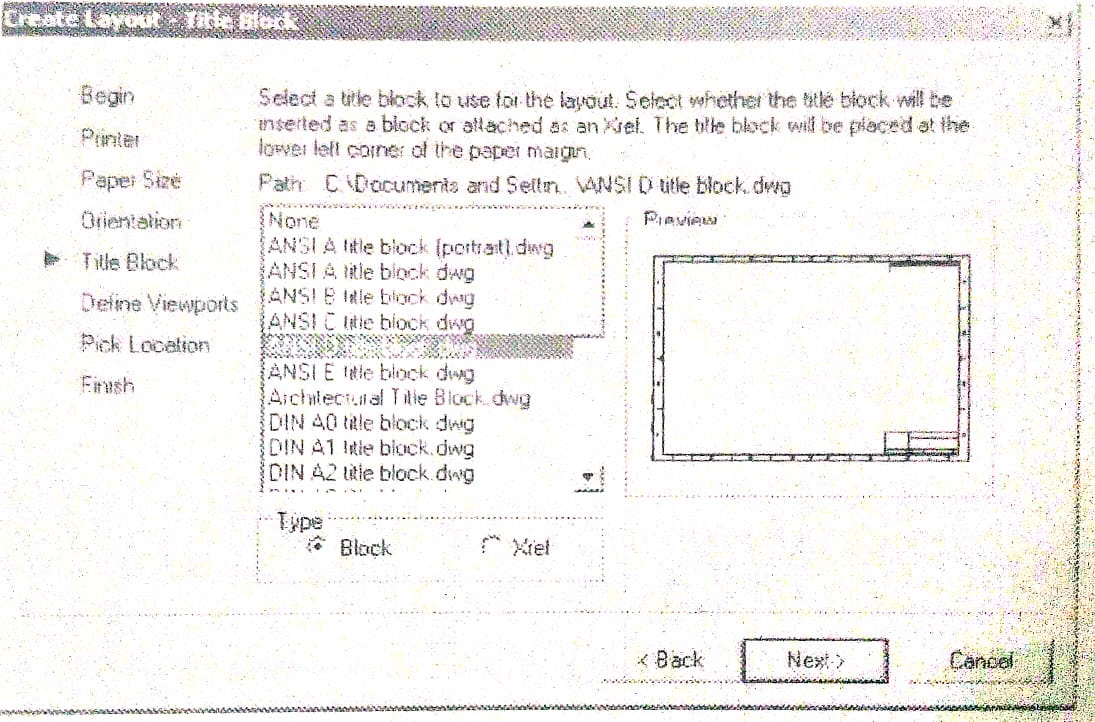 Create Layout - Title Block
Begin
Printer
Paper Size
Orientation
Title Block
Define Viewports
Pick Location
Finish
Select a title block to use for the layout. Select whether the title block will be
inserted as a block or attached as an Xref. The title block will be placed at the
lower left corner of the paper margin.
Path: C:\Documents and Settin...\ANSI D title block.dwg
None
ANSI A title block (portrait).dwg
ANSI A title block.dwg
ANSI B title block.dwg
ANSI C title block.dwg
ANSI E title block.dwg
Architectural Title Block.dwg
DIN A0 title block.dwg
DIN A1 title block.dwg
DIN A2 title block.dwg
Preview
Type
Block
Xref
< Back
Next >
Cancel